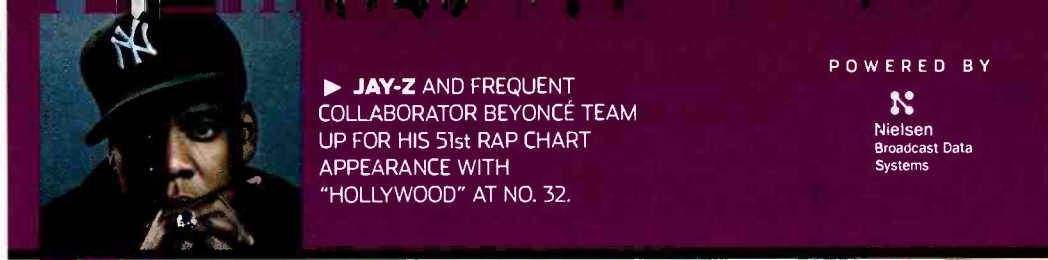 ▶ JAY-Z AND FREQUENT
COLLABORATOR BEYONCÉ TEAM
UP FOR HIS 51st RAP CHART
APPEARANCE WITH
"HOLLYWOOD" AT NO. 32.
POWERED BY
Nielsen
Broadcast Data
Systems
NY